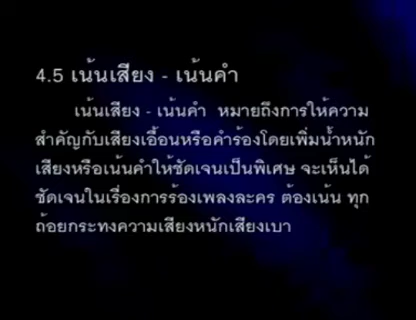 4.5 เน้นเสียง - เน้นคำ
เน้นเสียง - เน้นคำ หมายถึงการให้ความ
สำคัญกับเสียงเอื้อนหรือคำร้องโดยเพิ่มน้ำหนัก
เสียงหรือเน้นคำให้ชัดเจนเป็นพิเศษ จะเห็นได้
ชัดเจนในเรื่องการร้องเพลงละคร ต้องเน้น ทุก
ถ้อยกระทงความเสียงหนักเสียงเบา